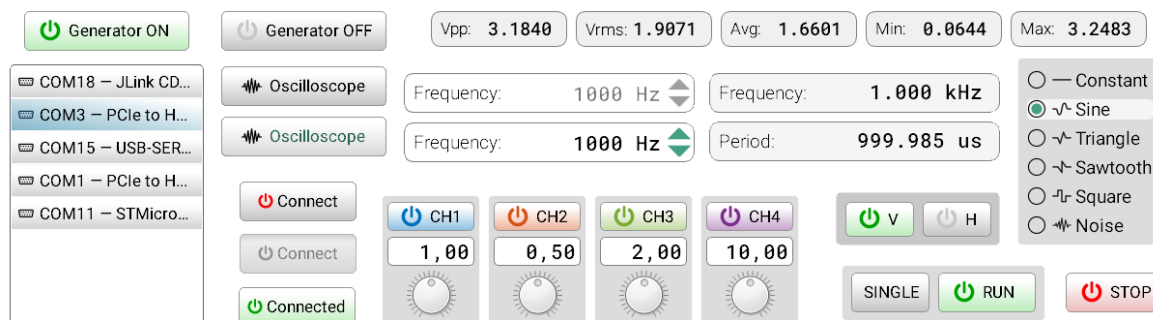 Generator ON
Generator OFF
Vpp: 3.1840
Vrms: 1.9071
Avg: 1.6601
Min: 0.0644
Max: 3.2483
COM18 – JLink CD...
COM3 – PCIe to H...
COM15 – USB-SER...
COM1 – PCIe to H...
COM11 – STMicro...
Oscilloscope
Oscilloscope
Frequency: 1000 Hz
Frequency: 1000 Hz
Frequency: 1.000 kHz
Period: 999.985 us
Constant
Sine
Triangle
Sawtooth
Square
Noise
Connect
Connect
Connected
CH1
CH2
CH3
CH4
1,00
0,50
2,00
10,00
V
H
SINGLE
RUN
STOP